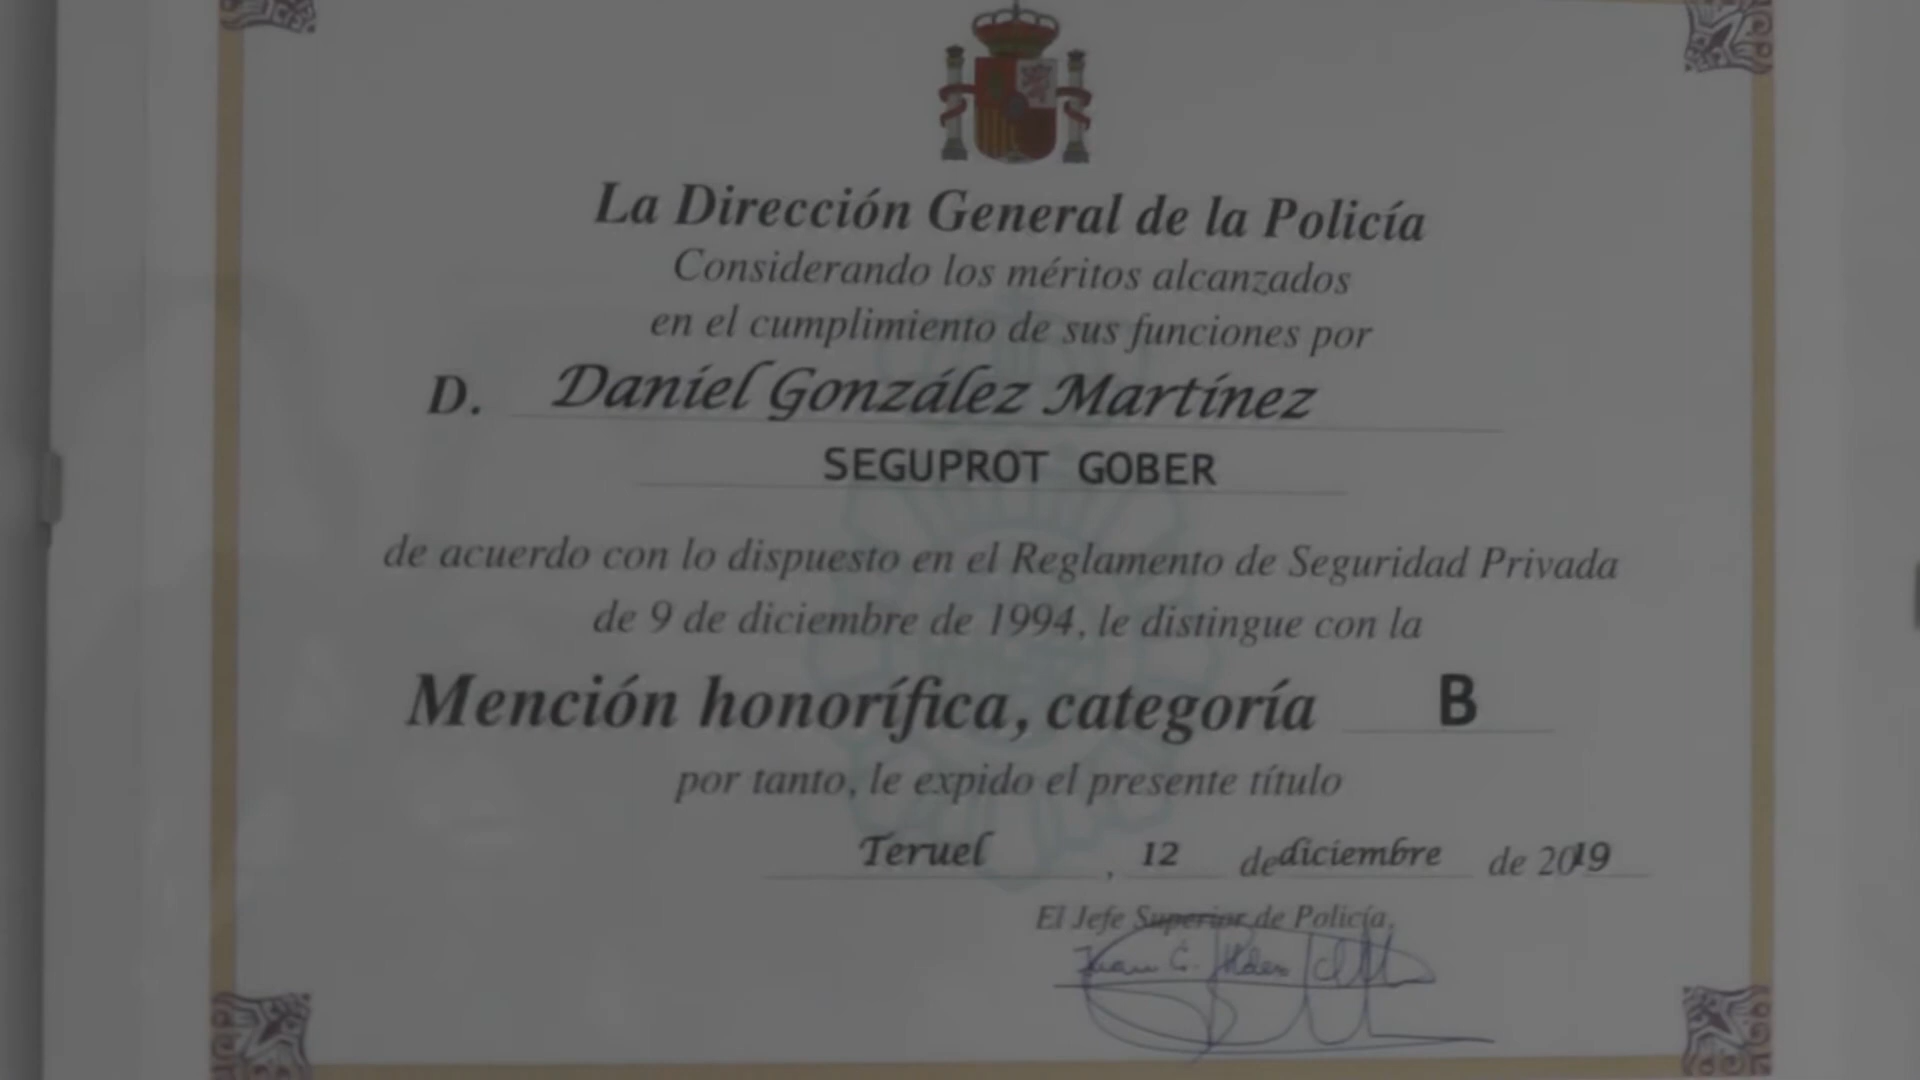 La Dirección General de la Policía
Considerando los méritos alcanzados
en el cumplimiento de sus funciones por
D. Daniel González Martínez
SEGUPROT GOBER
de acuerdo con lo dispuesto en el Reglamento de Seguridad Privada
de 9 de diciembre de 1994, le distingue con la
Mención honorífica, categoría B
por tanto, le expido el presente título
Teruel, 12 de diciembre de 2019
El Jefe Superior de Policía,
Juan C.